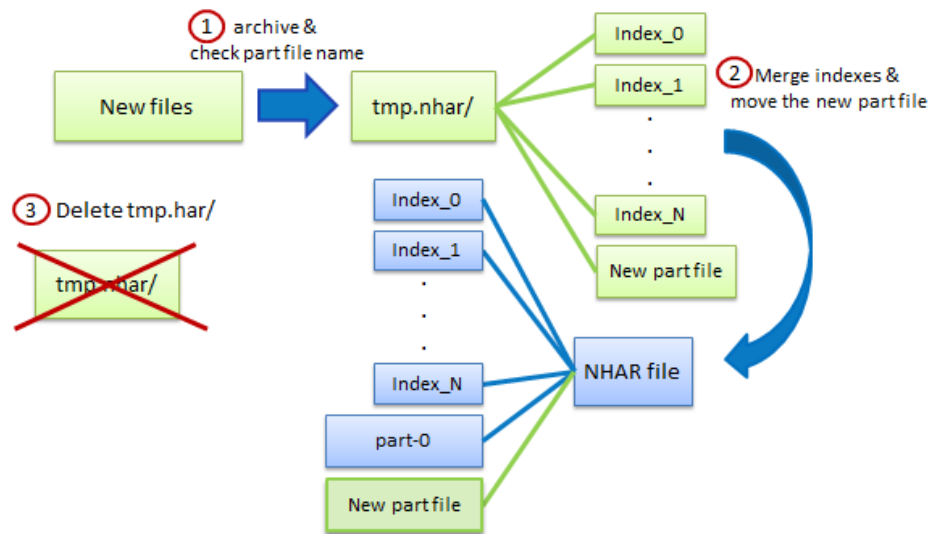 1 archive &
check part file name
New files
tmp.nhar/
Index_0
Index_1
.
.
.
Index_N
New part file
2 Merge indexes &
move the new part file
3 Delete tmp.har/
tmp.nhar/
Index_0
Index_1
.
.
.
Index_N
part-0
New part file
NHAR file